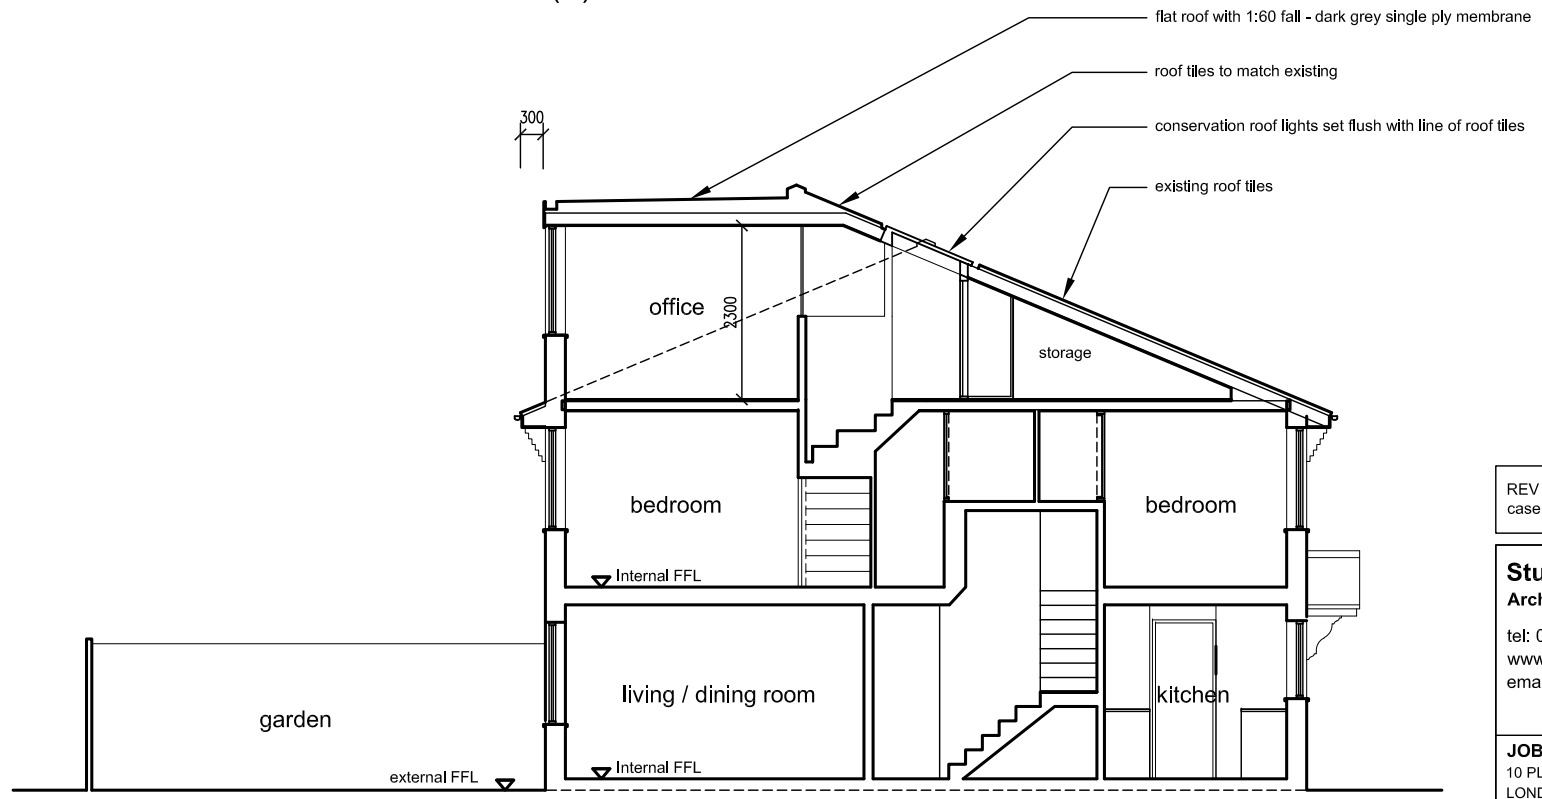 flat roof with 1:60 fall - dark grey single ply membrane
roof tiles to match existing
300
conservation roof lights set flush with line of roof tiles
existing roof tiles
office
2300
storage
bedroom
bedroom
REV
case
Internal FFL
Stu
Arch
tel: 0
www
ema
living / dining room
kitchen
garden
JOB
10 PL
LOND
Internal FFL
external FFL